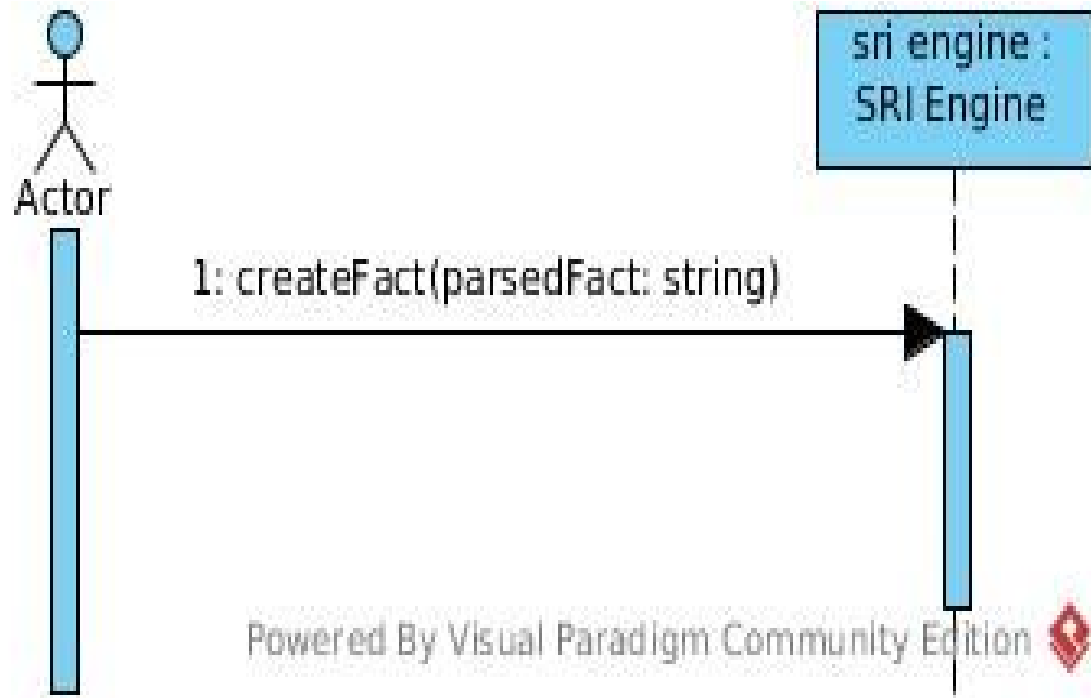 sri engine :
SRI Engine
Actor
1: createFact(parsedFact: string)
Powered By Visual Paradigm Community Edition